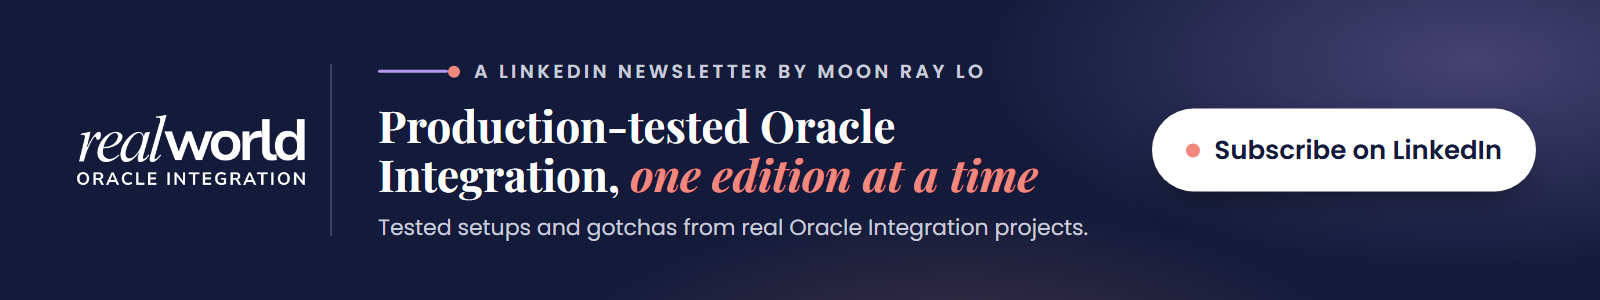 realworld
ORACLE INTEGRATION
A LINKEDIN NEWSLETTER BY MOON RAY LO
Production-tested Oracle
Integration, one edition at a time
Tested setups and gotchas from real Oracle Integration projects.
Subscribe on LinkedIn